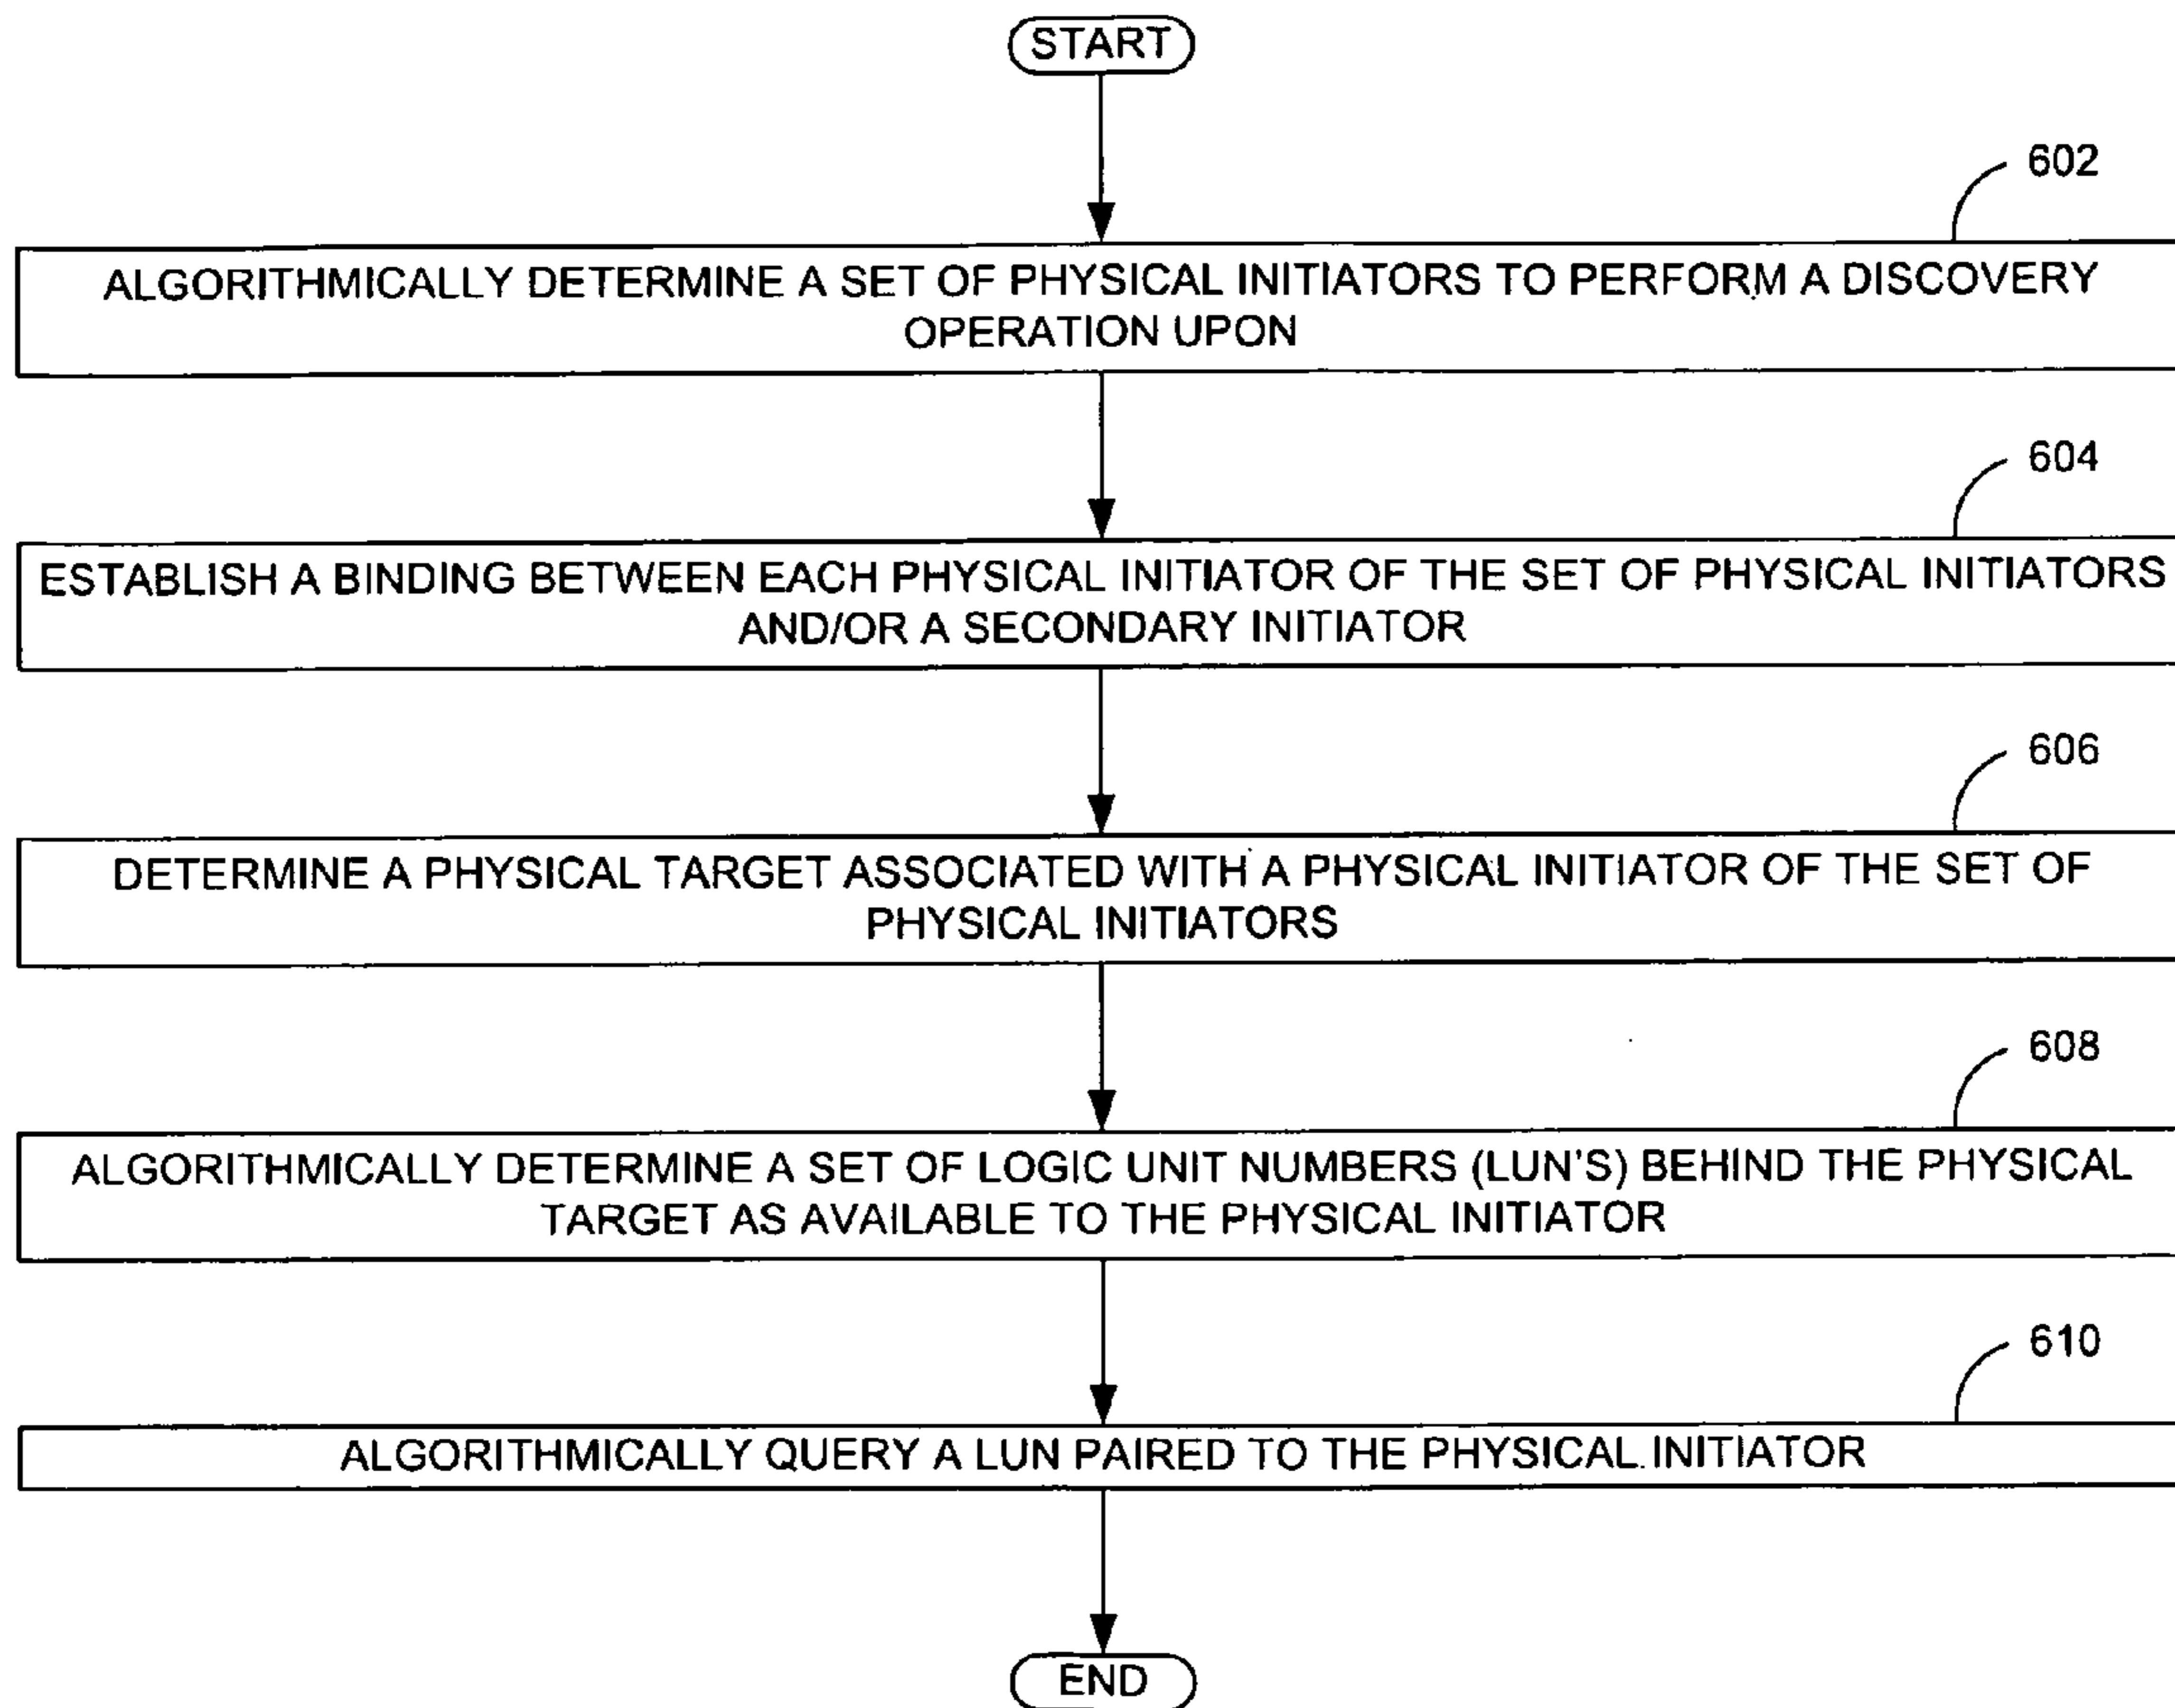 START
602
ALGORITHMICALLY DETERMINE A SET OF PHYSICAL INITIATORS TO PERFORM A DISCOVERY
OPERATION UPON
604
ESTABLISH A BINDING BETWEEN EACH PHYSICAL INITIATOR OF THE SET OF PHYSICAL INITIATORS
AND/OR A SECONDARY INITIATOR
606
DETERMINE A PHYSICAL TARGET ASSOCIATED WITH A PHYSICAL INITIATOR OF THE SET OF
PHYSICAL INITIATORS
608
ALGORITHMICALLY DETERMINE A SET OF LOGIC UNIT NUMBERS (LUN'S) BEHIND THE PHYSICAL
TARGET AS AVAILABLE TO THE PHYSICAL INITIATOR
610
ALGORITHMICALLY QUERY A LUN PAIRED TO THE PHYSICAL INITIATOR
END